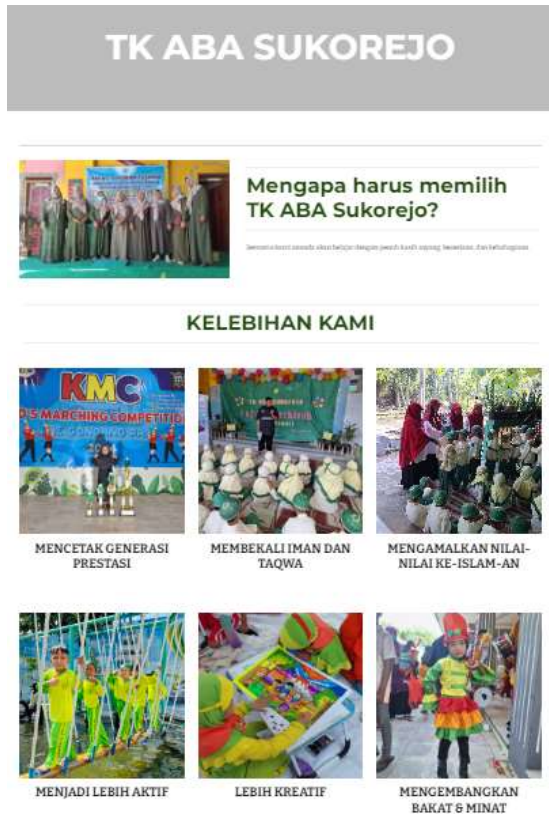 TK ABA SUKOREJO
Mengapa harus memilih
TK ABA Sukorejo?
KELEBIHAN KAMI
KMC
MARCHING COMPETITION
MENCETAK GENERASI
PRESTASI
MEMBEKALI IMAN DAN
TAQWA
MENGAMALKAN NILAI-
NILAI KE-ISLAM-AN
MENJADI LEBIH AKTIF
LEBIH KREATIF
MENGEMBANGKAN
BAKAT & MINAT